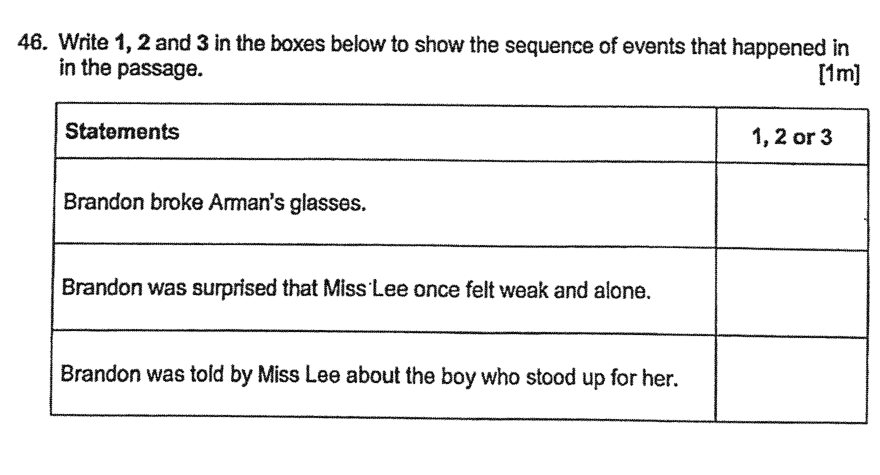 46. Write 1, 2 and 3 in the boxes below to show the sequence of events that happened in
in the passage. [1m]
Statements 1, 2 or 3
Brandon broke Arman's glasses.
Brandon was surprised that Miss Lee once felt weak and alone.
Brandon was told by Miss Lee about the boy who stood up for her.